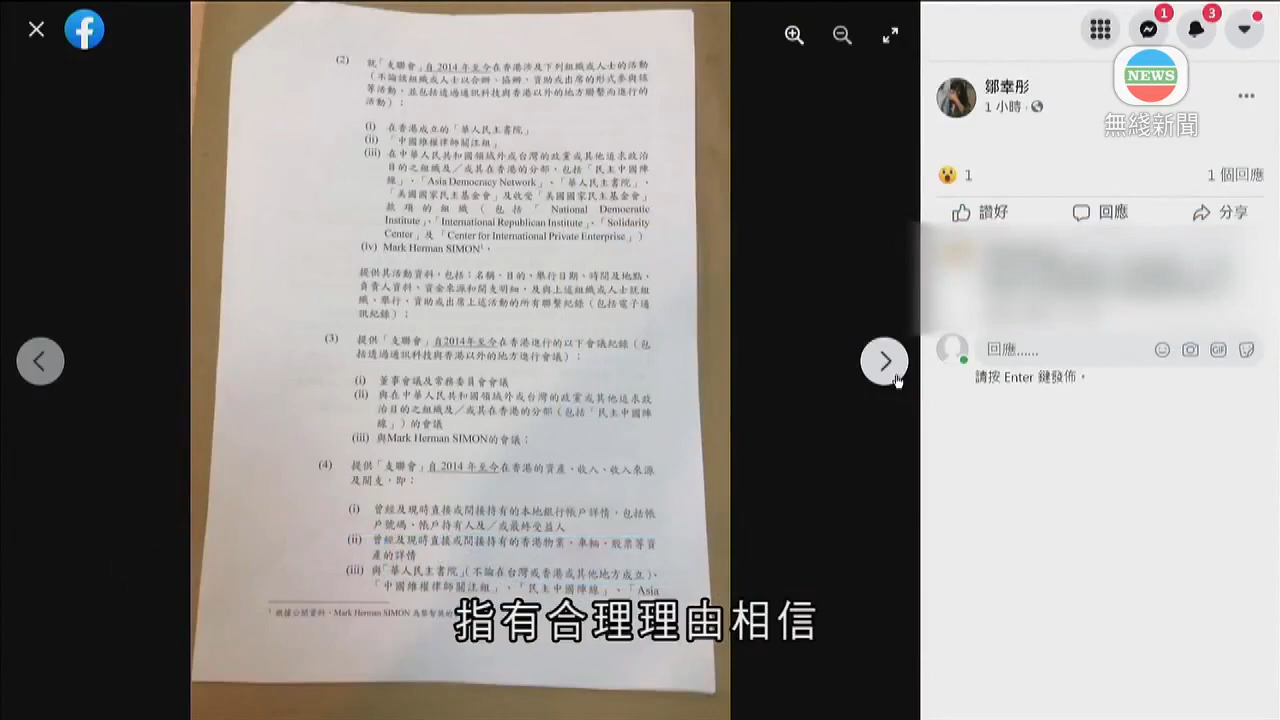 (2) 就「支聯會」自2014年至今在香港涉及下列組織或人士的活動
（不論該組織或人士以合辦、協辦、資助或出席的形式參與該
等活動，並包括透過通訊科技與香港以外的地方聯繫而進行的
活動）：
(i) 在香港成立的「華人民主書院」
(ii) 「中國維權律師關注組」
(iii) 在中華人民共和國領域外或台灣的政黨或其他追求政治
目的之組織及／或其在香港的分部，包括「民主中國陣
線」、「Asia Democracy Network」、「華人民主書院」、
「美國國家民主基金會」及收受「美國國家民主基金會」
款項的組織（包括「National Democratic
Institute」、「International Republican Institute」、「Solidarity
Center」及「Center for International Private Enterprise」）
(iv) Mark Herman SIMON¹，
提供其活動資料，包括：名稱、目的、舉行日期、時間及地點、
負責人資料、資金來源和開支明細，及與上述組織或人士就組
織、舉行、資助或出席上述活動的所有聯繫紀錄（包括電子通
訊紀錄）；
(3) 提供「支聯會」自2014年至今在香港進行的以下會議紀錄（包
括透過通訊科技與香港以外的地方進行會議）：
(i) 董事會議及常務委員會會議
(ii) 與在中華人民共和國領域外或台灣的政黨或其他追求政
治目的之組織及／或其在香港的分部（包括「民主中國陣
線」）的會議
(iii) 與Mark Herman SIMON的會議；
(4) 提供「支聯會」自2014年至今在香港的資產、收入、收入來源
及開支，即：
(i) 曾經及現時直接或間接持有的本地銀行帳戶詳情，包括帳
戶號碼、帳戶持有人及／或最終受益人
(ii) 曾經及現時直接或間接持有的香港物業、車輛、股票等資
產的詳情
(iii) 與「華人民主書院」（不論在台灣或香港或其他地方成立）、
「中國維權律師關注組」、「民主中國陣線」、「Asia
¹ 根據公開資料，Mark Herman SIMON 為黎智英的
指有合理理由相信
1
3
NEWS
無綫新聞
鄒幸彤
1 小時
1
1 個回應
讚好
回應
分享
回應......
GIF
請按 Enter 鍵發佈。